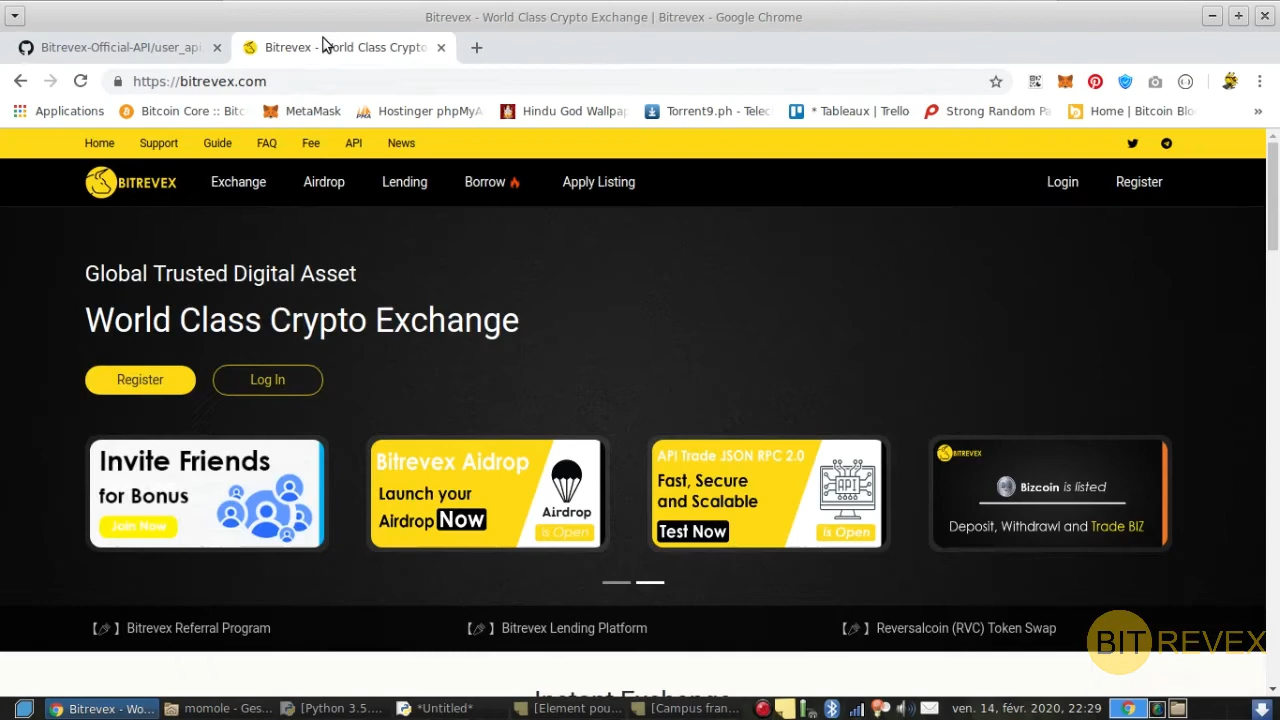 Bitrevex - World Class Crypto Exchange | Bitrevex - Google Chrome
Bitrevex-Official-API/user_api.
Bitrevex - World Class Crypto
https://bitrevex.com
Applications
Bitcoin Core :: Bitc
MetaMask
Hostinger phpMyA
Hindu God Wallpap
Torrent9.ph - Telec
* Tableaux | Trello
Strong Random Pa
Home | Bitcoin Blo
»
Home
Support
Guide
FAQ
Fee
API
News
BITREVEX
Exchange
Airdrop
Lending
Borrow
Apply Listing
Login
Register
Global Trusted Digital Asset
World Class Crypto Exchange
Register
Log In
Invite Friends
for Bonus
Join Now
Bitrevex Aidrop
Launch your
Airdrop Now
Airdrop
is Open
API Trade JSON RPC 2.0
Fast, Secure
and Scalable
Test Now
API
is Open
BITREVEX
Bizcoin is listed
Deposit, Withdrawl and Trade BIZ
Bitrevex Referral Program
Bitrevex Lending Platform
Reversalcoin (RVC) Token Swap
BIT REVEX
Instant Exchange
Bitrevex - Wo...
momole - Ges...
[Python 3.5....
*Untitled*
[Element pou...
[Campus fran...
ven. 14, févr. 2020, 22:29